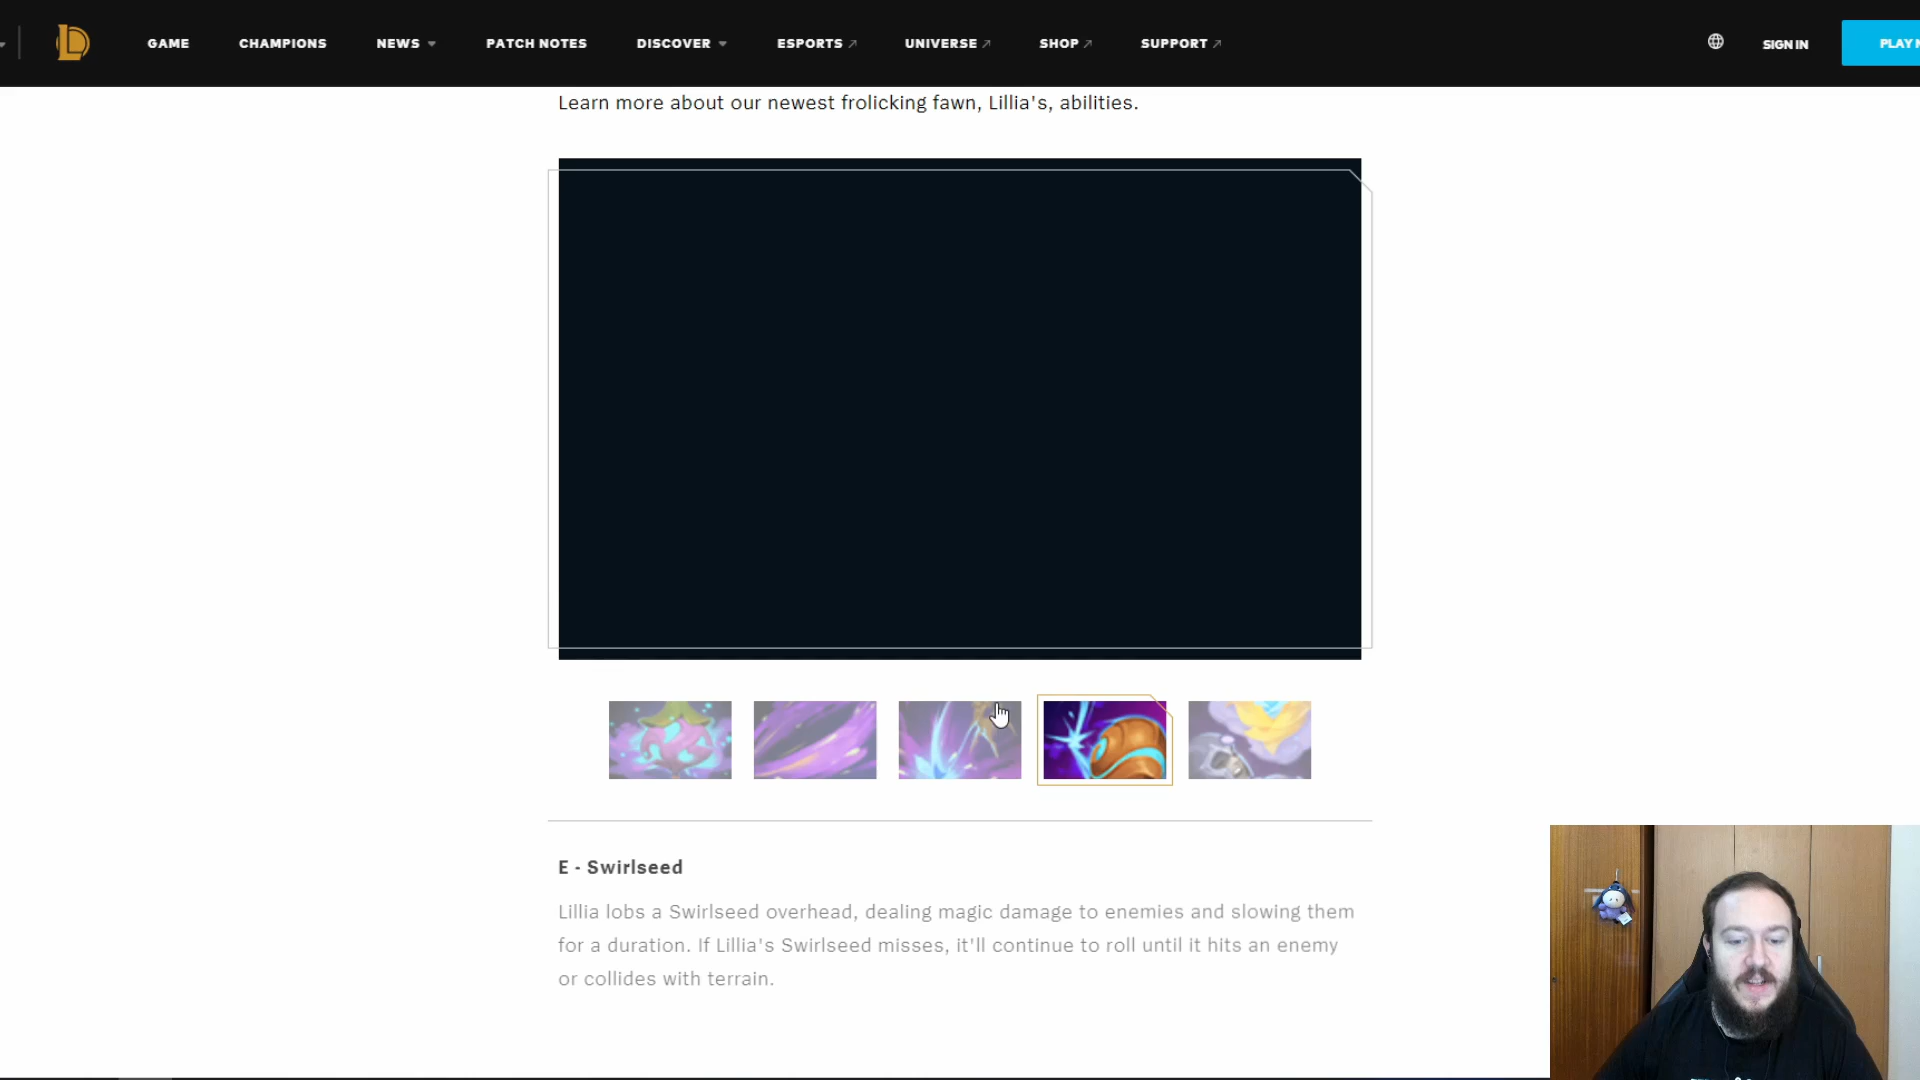 GAME CHAMPIONS NEWS PATCH NOTES DISCOVER ESPORTS UNIVERSE SHOP SUPPORT SIGN IN PLAY
Learn more about our newest frolicking fawn, Lillia's, abilities.
E - Swirlseed
Lillia lobs a Swirlseed overhead, dealing magic damage to enemies and slowing them
for a duration. If Lillia's Swirlseed misses, it'll continue to roll until it hits an enemy
or collides with terrain.